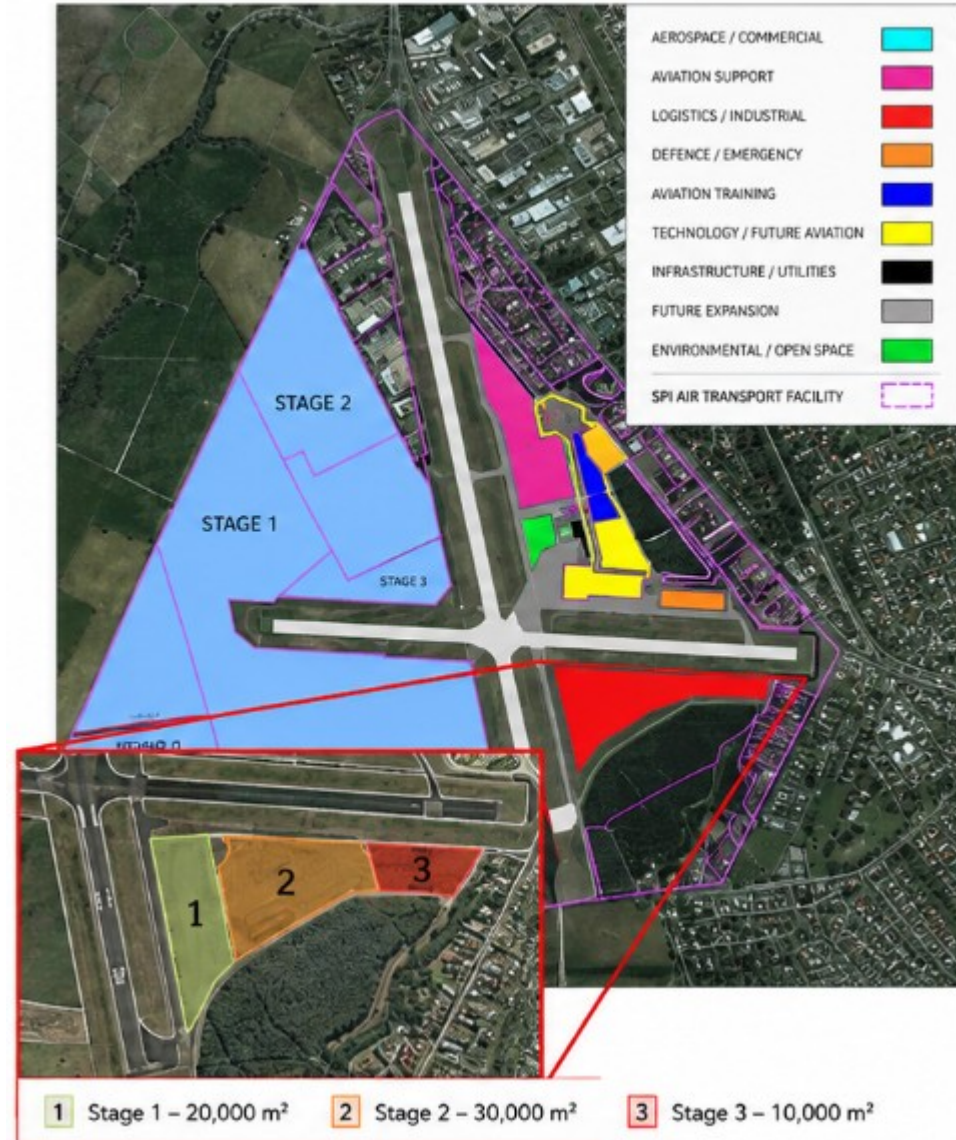 AEROSPACE / COMMERCIAL
AVIATION SUPPORT
LOGISTICS / INDUSTRIAL
DEFENCE / EMERGENCY
AVIATION TRAINING
TECHNOLOGY / FUTURE AVIATION
INFRASTRUCTURE / UTILITIES
FUTURE EXPANSION
ENVIRONMENTAL / OPEN SPACE
SPI AIR TRANSPORT FACILITY
STAGE 2
STAGE 1
STAGE 3
1
2
3
1 Stage 1 – 20,000 m²
2 Stage 2 – 30,000 m²
3 Stage 3 – 10,000 m²